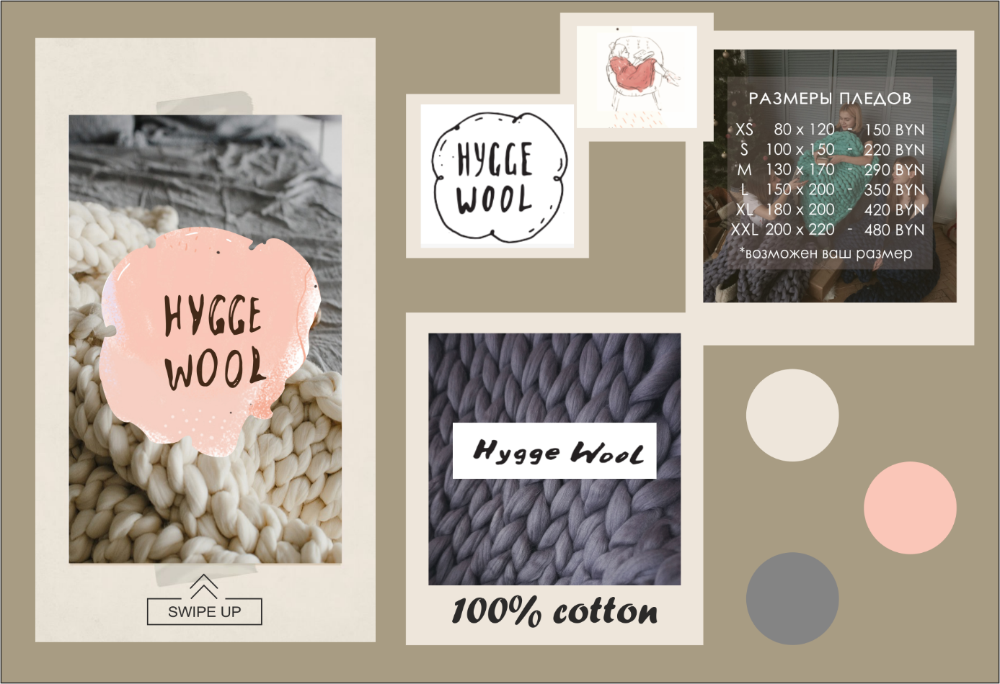 HYGGE
WOOL
SWIPE UP
HYGGE
WOOL
РАЗМЕРЫ ПЛЕДОВ
XS 80 x 120 - 150 BYN
S 100 x 150 - 220 BYN
M 130 x 170 - 290 BYN
L 150 x 200 - 350 BYN
XL 180 x 200 - 420 BYN
XXL 200 x 220 - 480 BYN
*возможен ваш размер
Hygge Wool
100% cotton